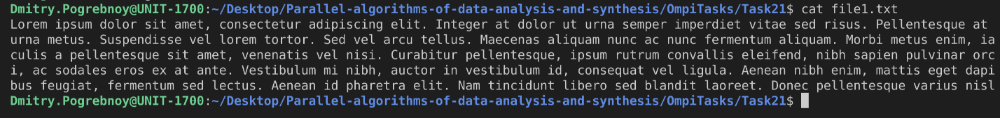 Dmitry.Pogrebnoy@UNIT-1700:~/Desktop/Parallel-algorithms-of-data-analysis-and-synthesis/OmpiTasks/Task21$ cat file1.txt
Lorem ipsum dolor sit amet, consectetur adipiscing elit. Integer at dolor ut urna semper imperdiet vitae sed risus. Pellentesque at
urna metus. Suspendisse vel lorem tortor. Sed vel arcu tellus. Maecenas aliquam nunc ac nunc fermentum aliquam. Morbi metus enim, ia
culis a pellentesque sit amet, venenatis vel nisi. Curabitur pellentesque, ipsum rutrum convallis eleifend, nibh sapien pulvinar orc
i, ac sodales eros ex at ante. Vestibulum mi nibh, auctor in vestibulum id, consequat vel ligula. Aenean nibh enim, mattis eget dapi
bus feugiat, fermentum sed lectus. Aenean id pharetra elit. Nam tincidunt libero sed blandit laoreet. Donec pellentesque varius nisl
Dmitry.Pogrebnoy@UNIT-1700:~/Desktop/Parallel-algorithms-of-data-analysis-and-synthesis/OmpiTasks/Task21$